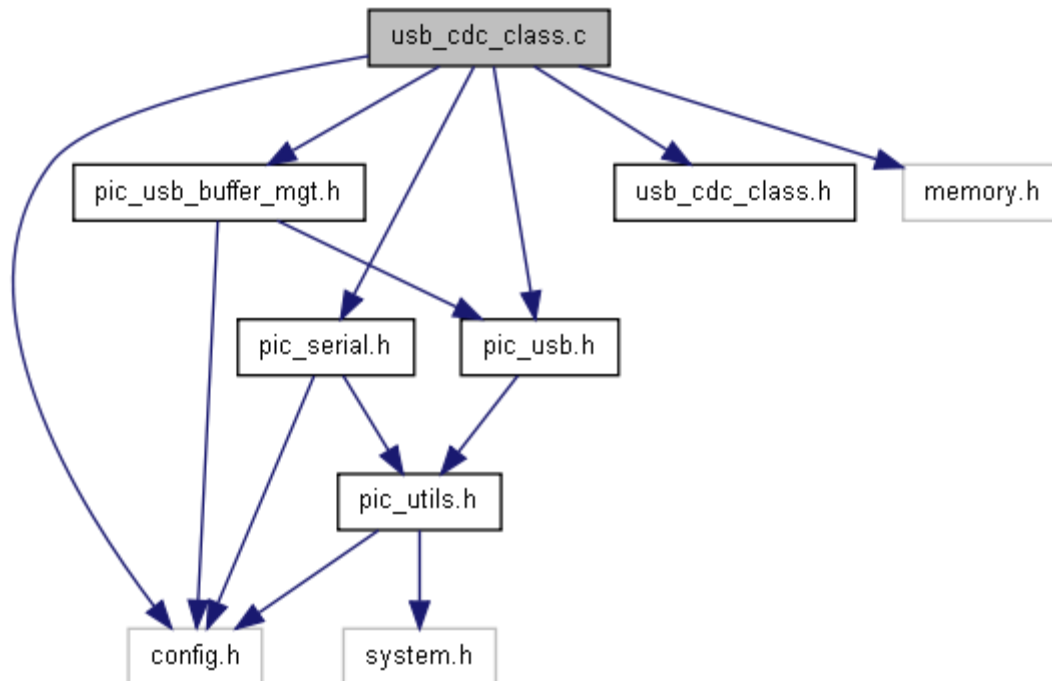 usb_cdc_class.c
pic_usb_buffer_mgt.h
usb_cdc_class.h
memory.h
pic_serial.h
pic_usb.h
pic_utils.h
config.h
system.h